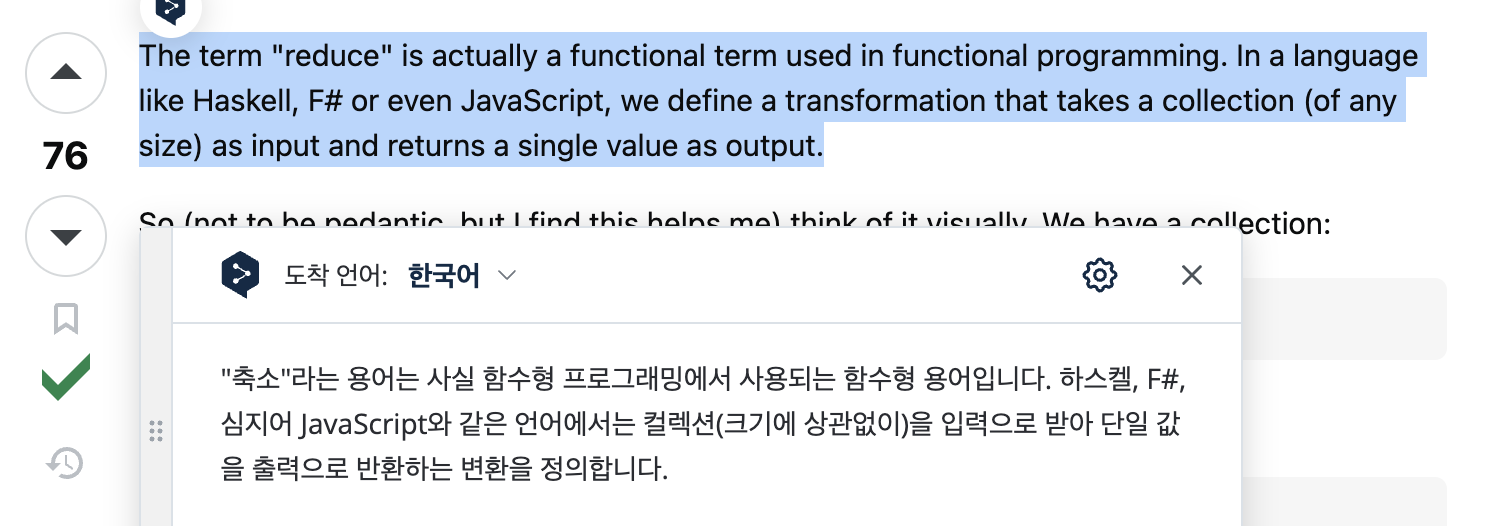 The term "reduce" is actually a functional term used in functional programming. In a language
like Haskell, F# or even JavaScript, we define a transformation that takes a collection (of any
size) as input and returns a single value as output.
76
So (not to be pedantic, but I find this helps me) think of it visually. We have a collection:
도착 언어: 한국어
"축소"라는 용어는 사실 함수형 프로그래밍에서 사용되는 함수형 용어입니다. 하스켈, F#,
심지어 JavaScript와 같은 언어에서는 컬렉션(크기에 상관없이)을 입력으로 받아 단일 값
을 출력으로 반환하는 변환을 정의합니다.